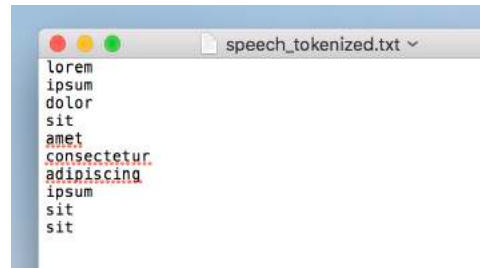 speech_tokenized.txt
lorem
ipsum
dolor
sit
amet
consectetur
adipiscing
ipsum
sit
sit